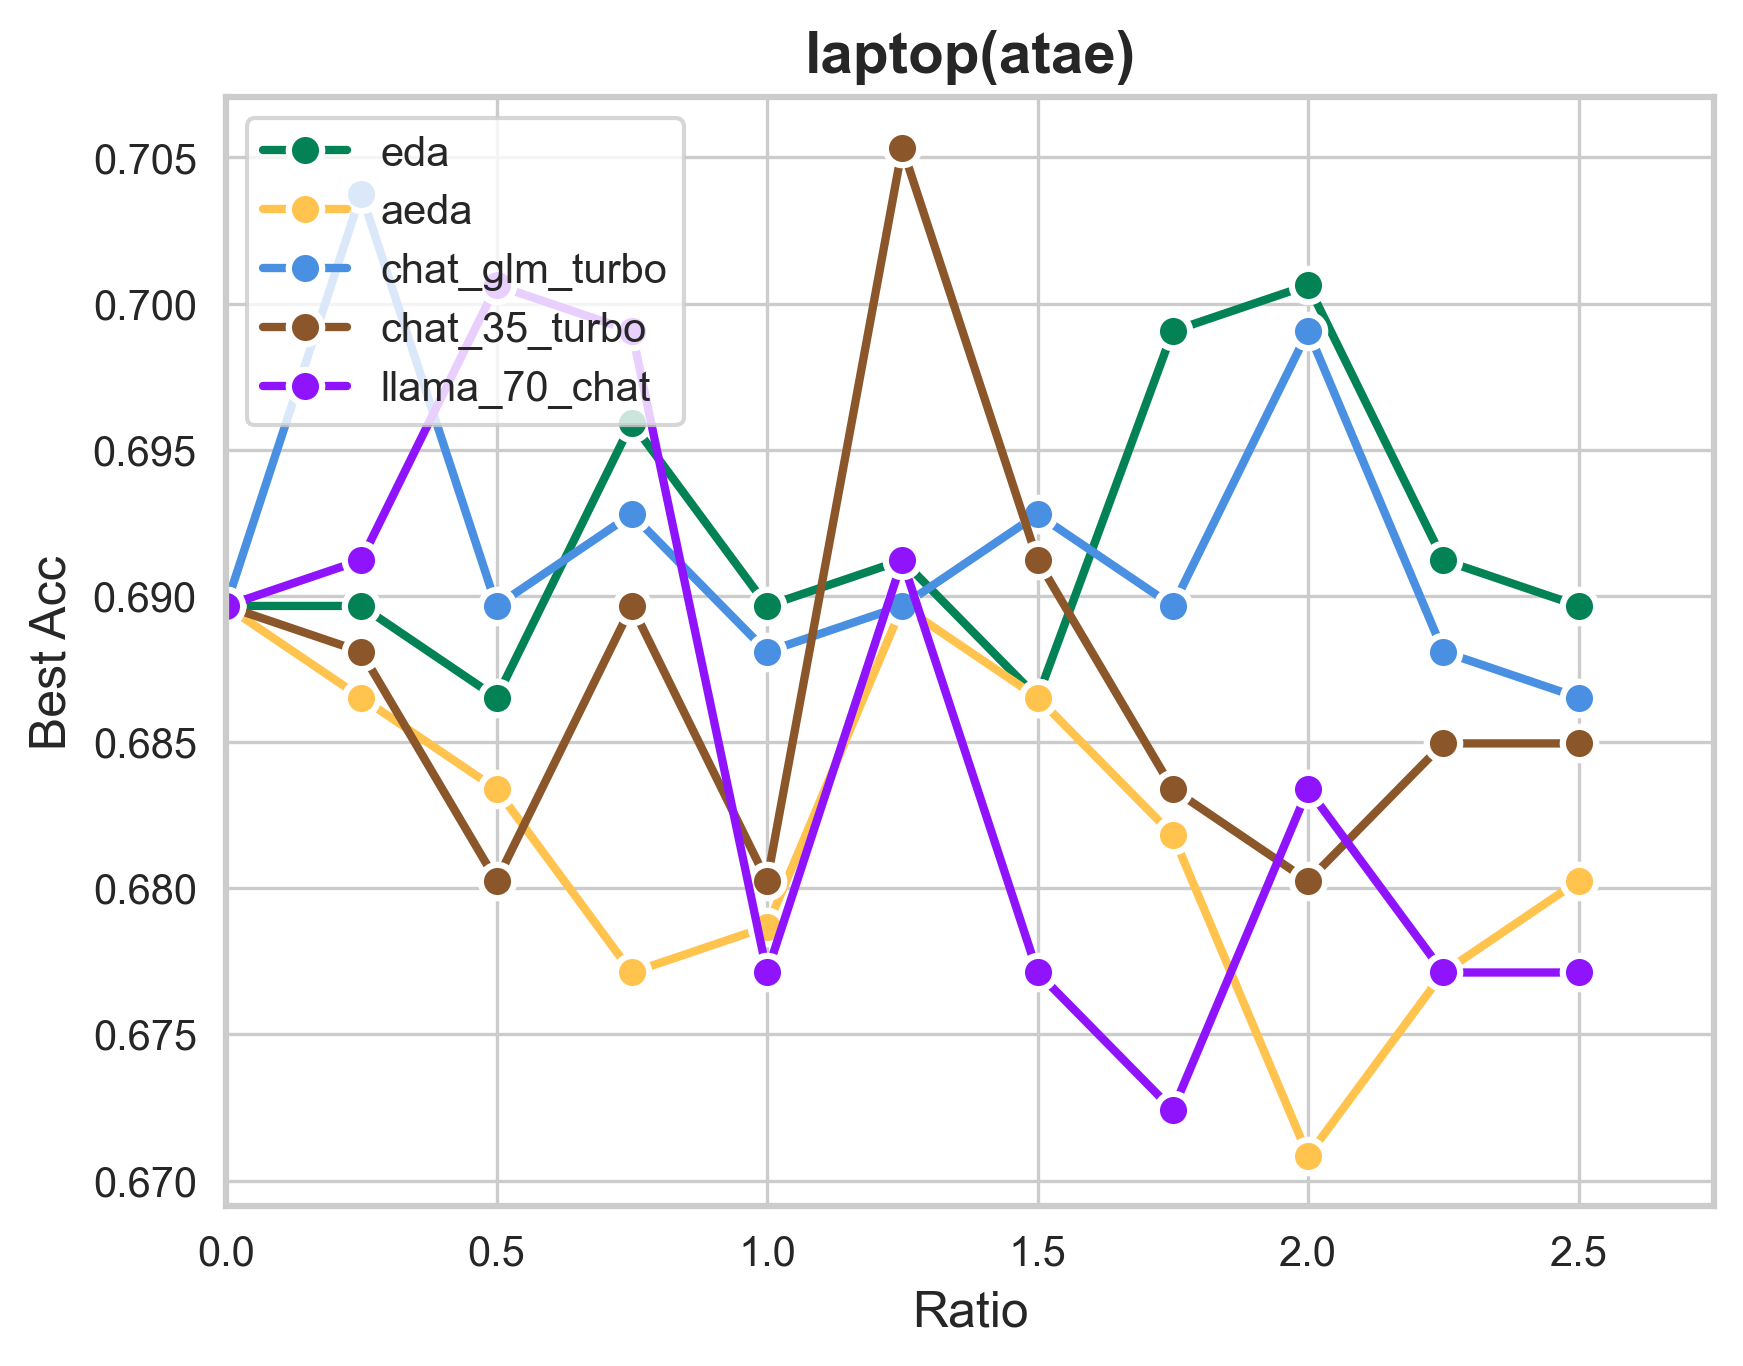 laptop(atae)
eda
aeda
chat_glm_turbo
chat_35_turbo
llama_70_chat
0.705
0.700
0.695
0.690
0.685
0.680
0.675
0.670
Best Acc
0.0 0.5 1.0 1.5 2.0 2.5
Ratio